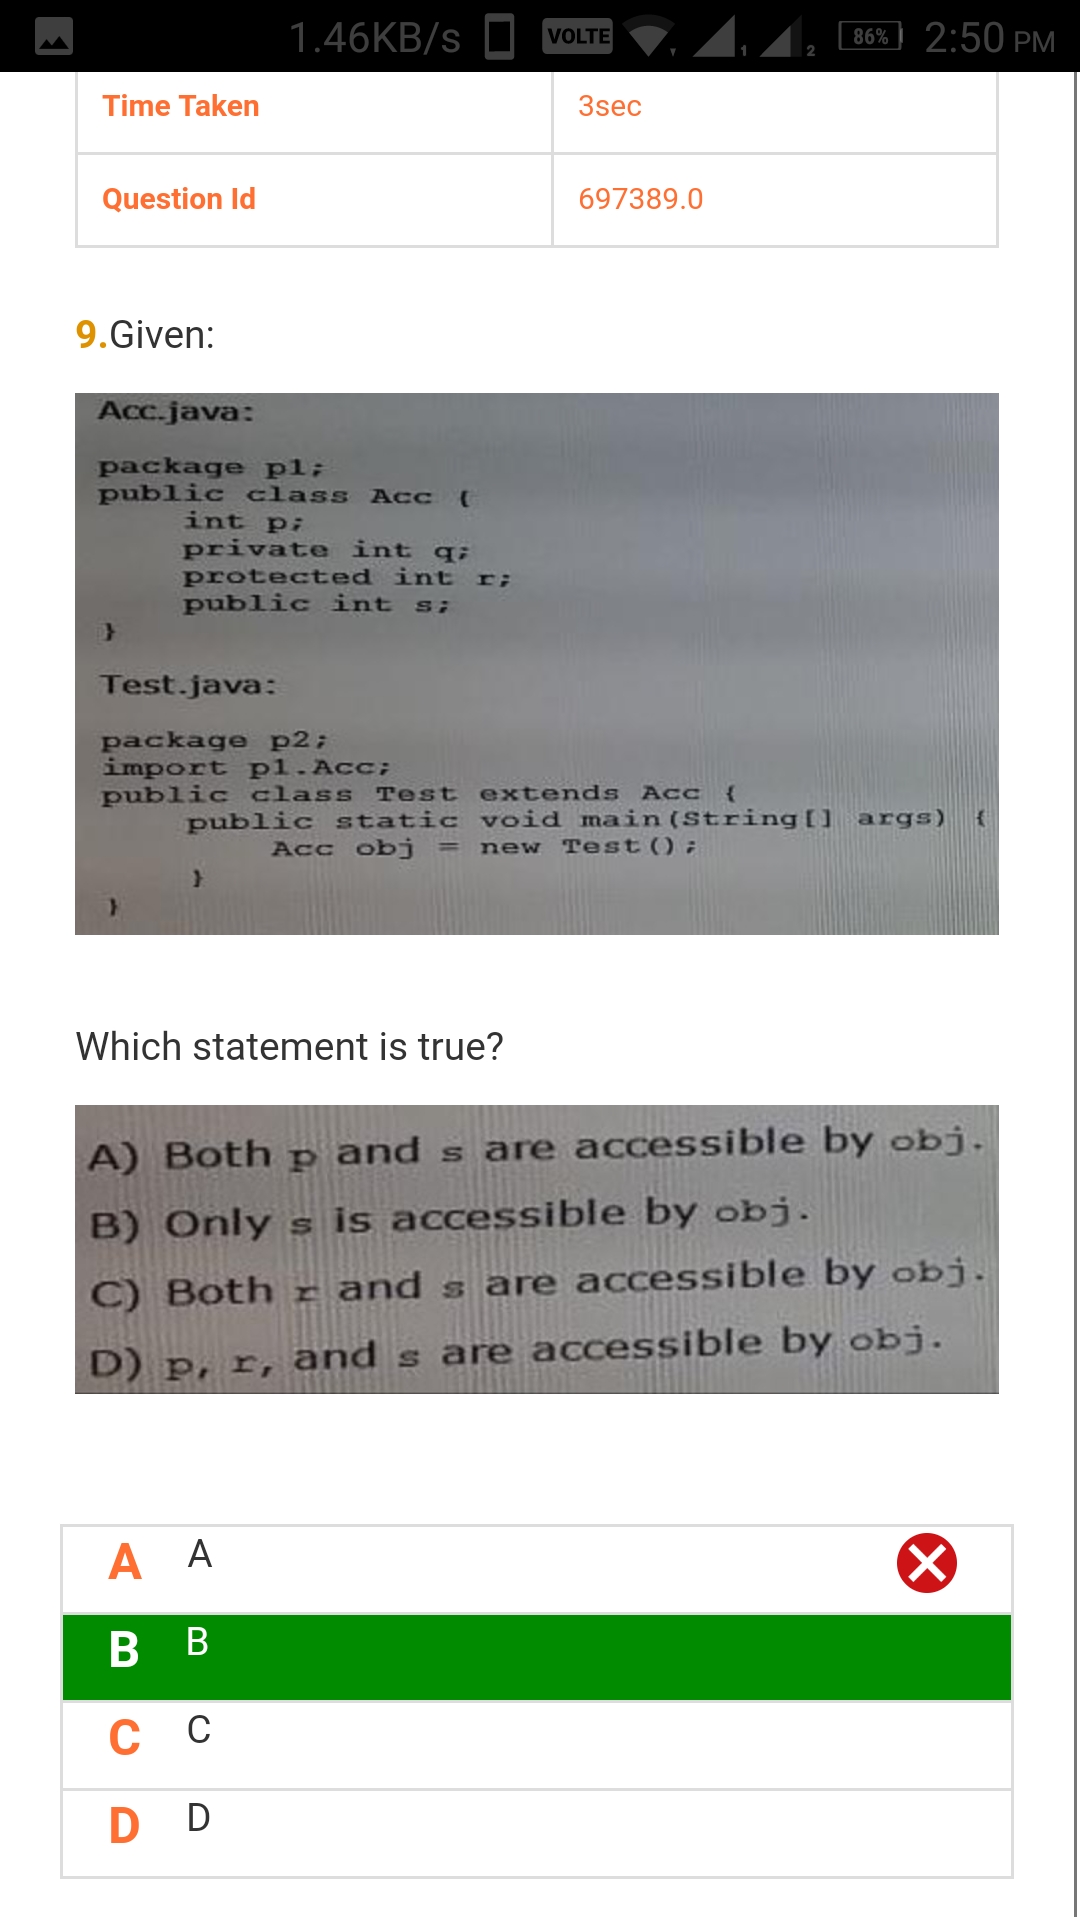 1.46KB/s VOLTE 1 2 86% 2:50 PM
Time Taken 3sec
Question Id 697389.0
9.Given:
Acc.java:
package p1;
public class Acc {
int p;
private int q;
protected int r;
public int s;
}
Test.java:
package p2;
import p1.Acc;
public class Test extends Acc {
public static void main(String[] args) {
Acc obj = new Test();
}
}
Which statement is true?
A) Both p and s are accessible by obj.
B) Only s is accessible by obj.
C) Both r and s are accessible by obj.
D) p, r, and s are accessible by obj.
A A
B B
C C
D D